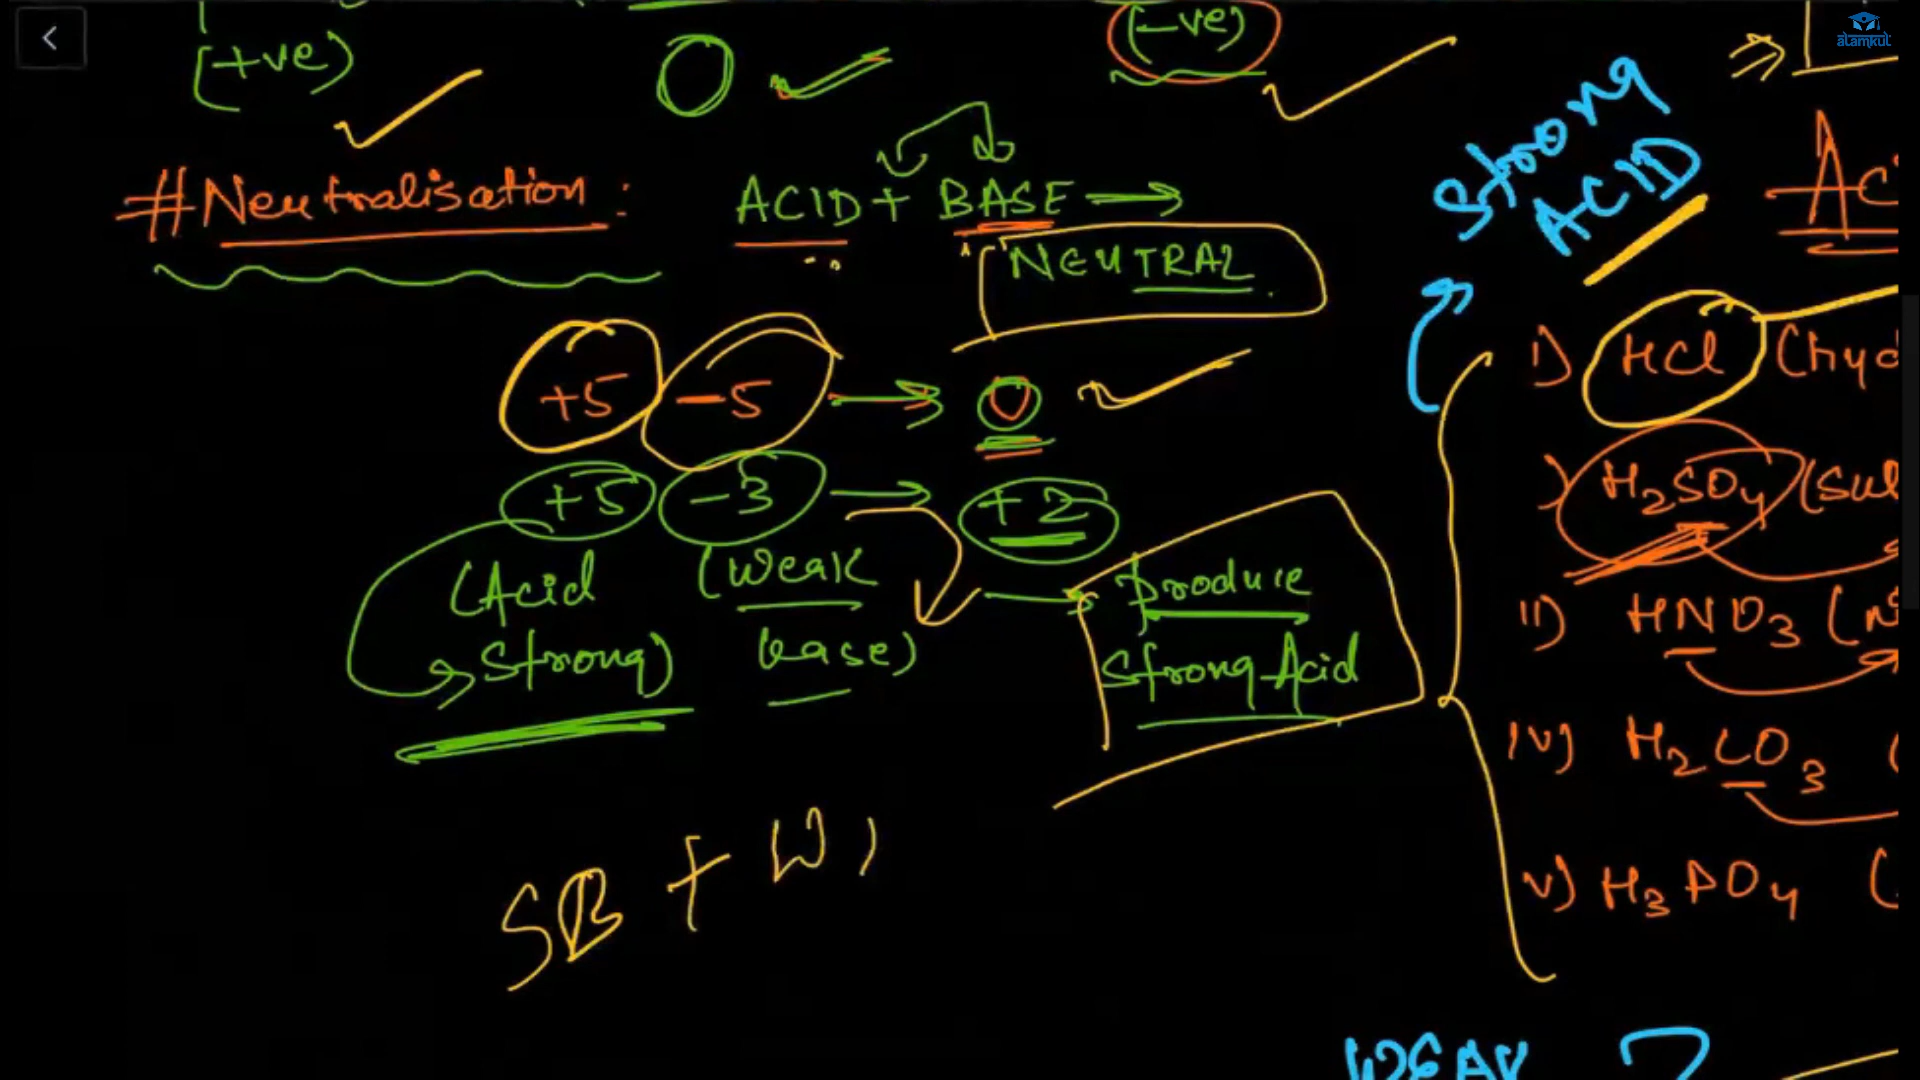 (+ve)
(-ve)
alamkul
Strong
ACID
#Neutralisation: ACID + BASE →
NEUTRAL.
+5 -5 → 0
+5 -3 → +2
(Acid (weak
Strong) base)
→ produce
Strong Acid
SB + W
I) HCl (hyd
) H₂SO₄ (Sul
II) HNO₃ (n
IV) H₂CO₃ (
V) H₃PO₄ (
WEAK